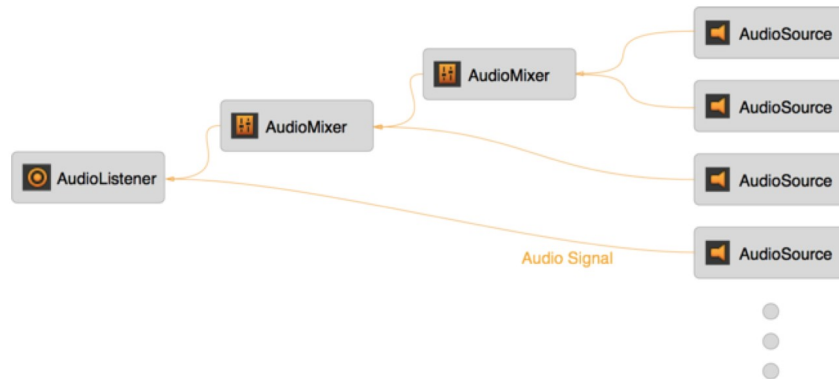 AudioSource
AudioMixer
AudioSource
AudioMixer
AudioListener
AudioSource
AudioSource
Audio Signal